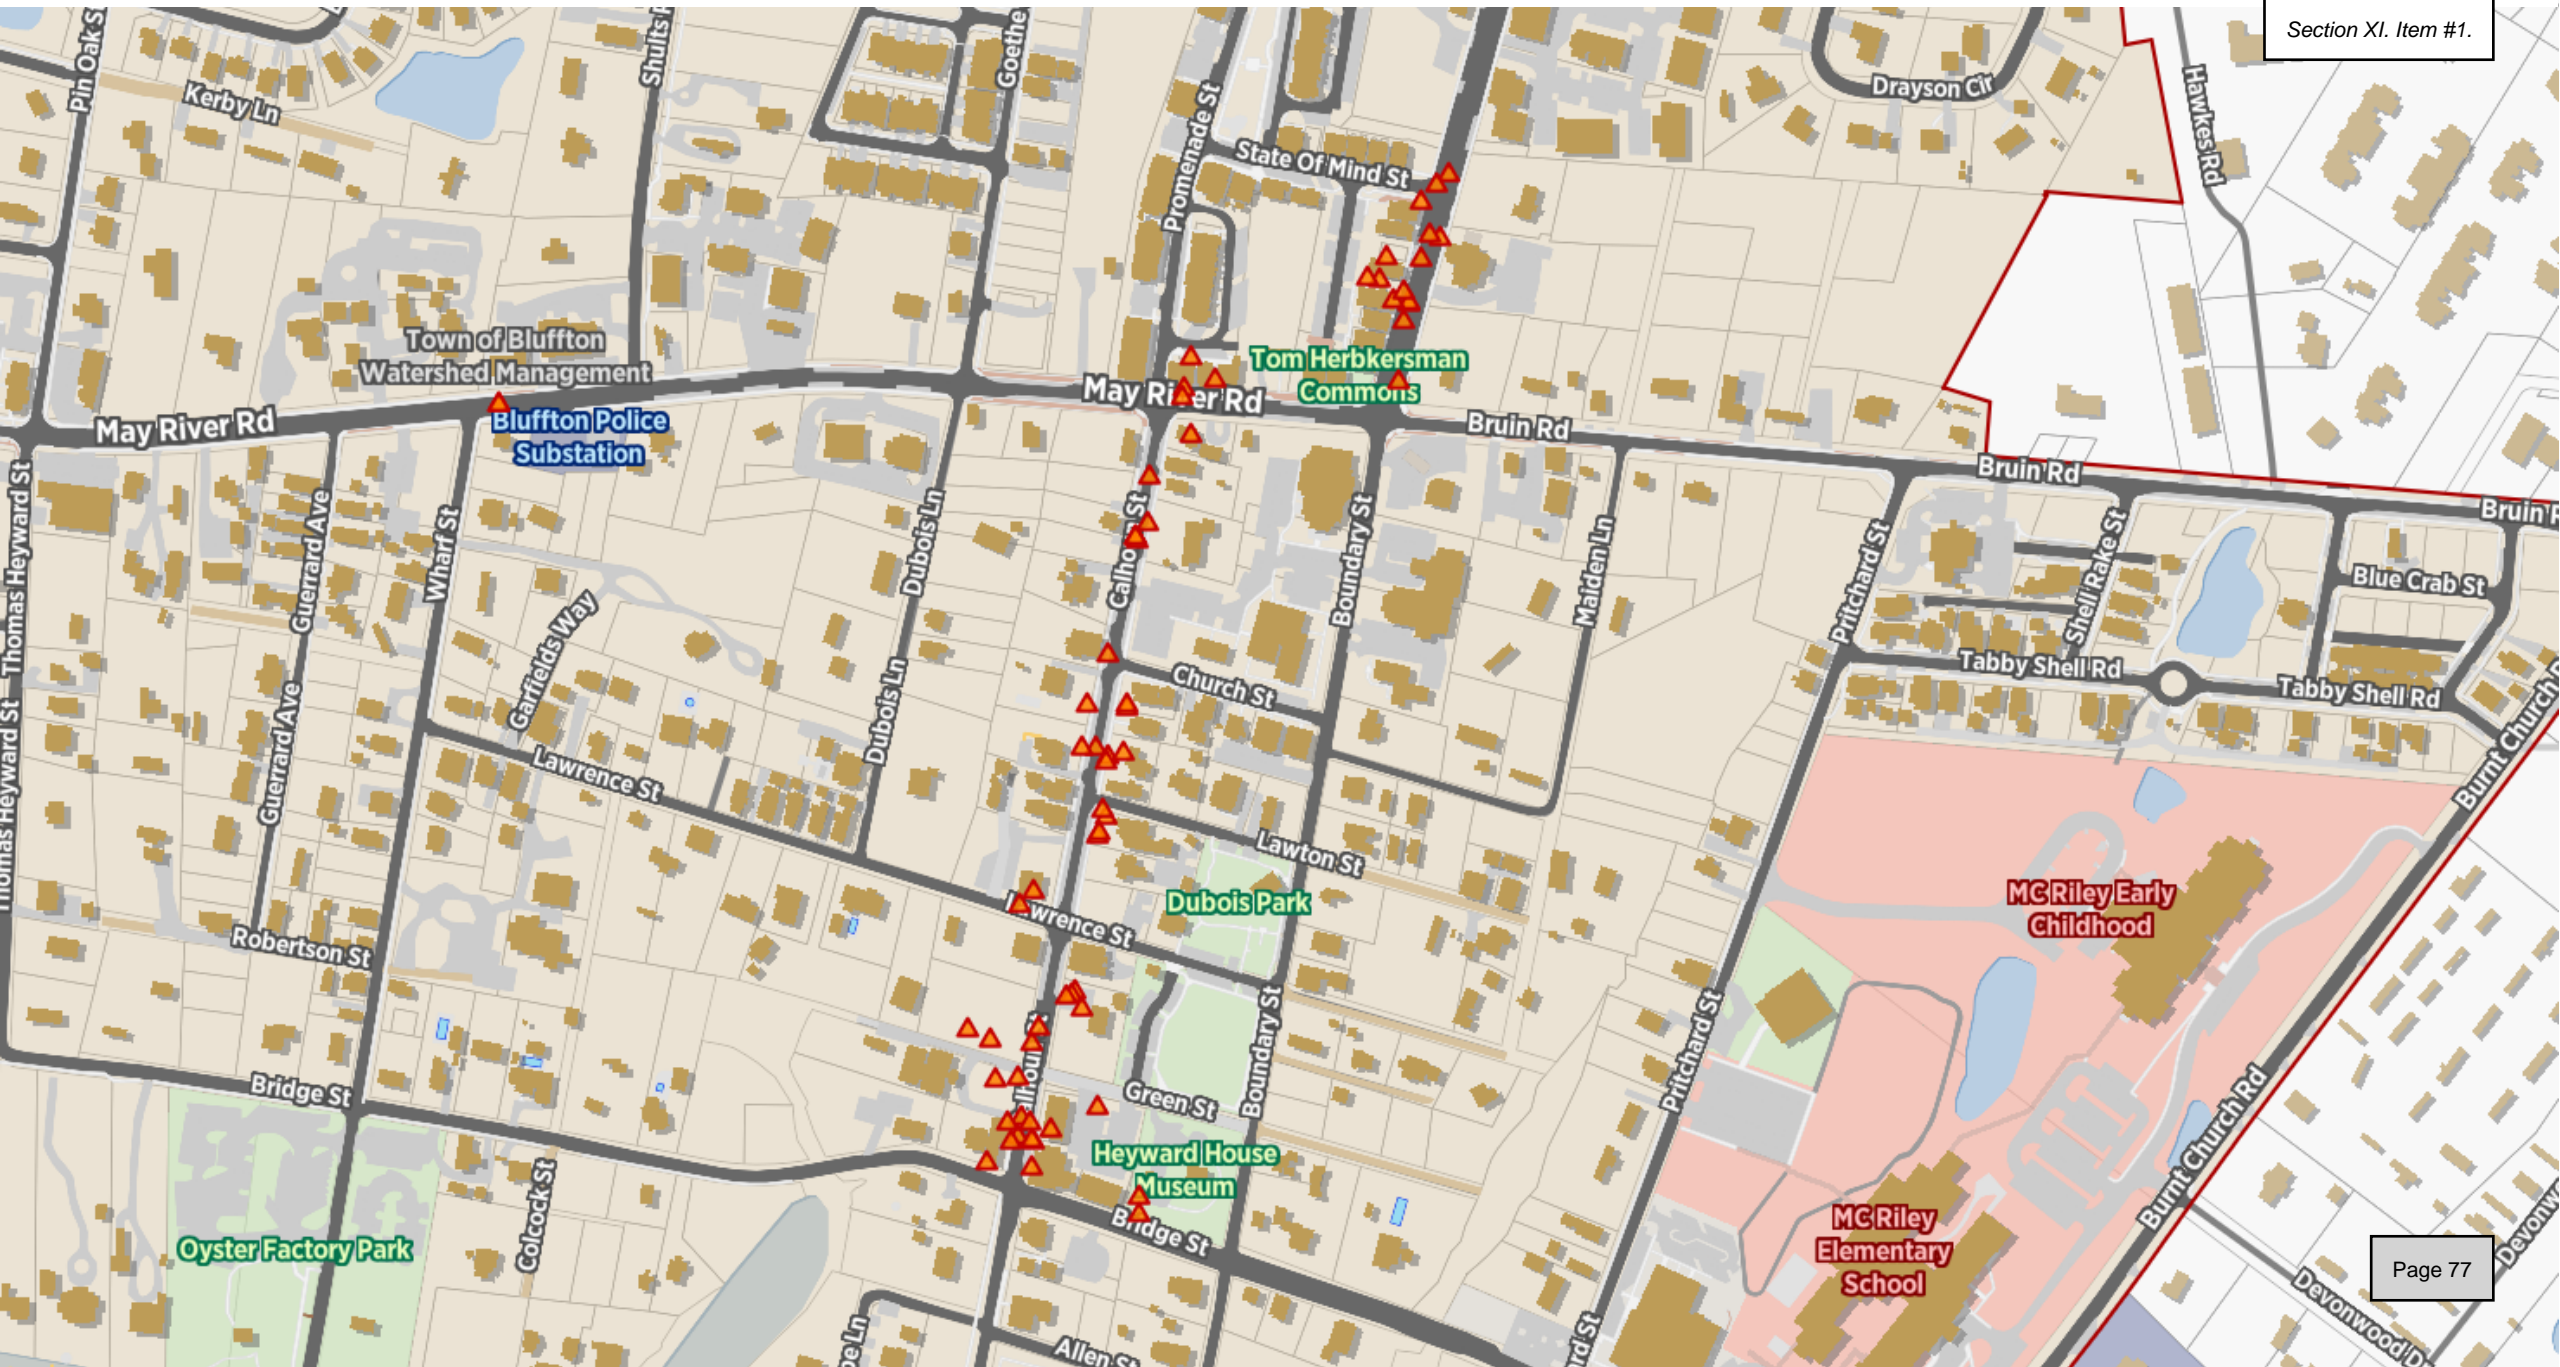 Section XI. Item #1.
Pin Oak S
Shults
Goethe
Kerby Ln
Promenade St
State Of Mind St
Drayson Cir
Hawkes Rd
Town of Bluffton
Watershed Management
Tom Herbkersman
Commons
May River Rd
Bluffton Police
Substation
May River Rd
Bruin Rd
Bruin Rd
Bruin R
Thomas Heyward St
Thomas Heyward St
Guerrard Ave
Guerrard Ave
Wharf St
Garfields Way
Dubois Ln
Dubois Ln
Calhoun St
Boundary St
Maiden Ln
Pritchard St
Shell Rake St
Blue Crab St
Tabby Shell Rd
Tabby Shell Rd
Church St
Lawrence St
Lawton St
Burnt Church R
Dubois Park
MC Riley Early
Childhood
Lawrence St
Robertson St
Boundary St
Pritchard St
Bridge St
Green St
Heyward House
Museum
Burnt Church Rd
Colcock St
Oyster Factory Park
Bridge St
MC Riley
Elementary
School
Devonwo
Page 77
Devonwood D
Allen St
pe Ln
rd St